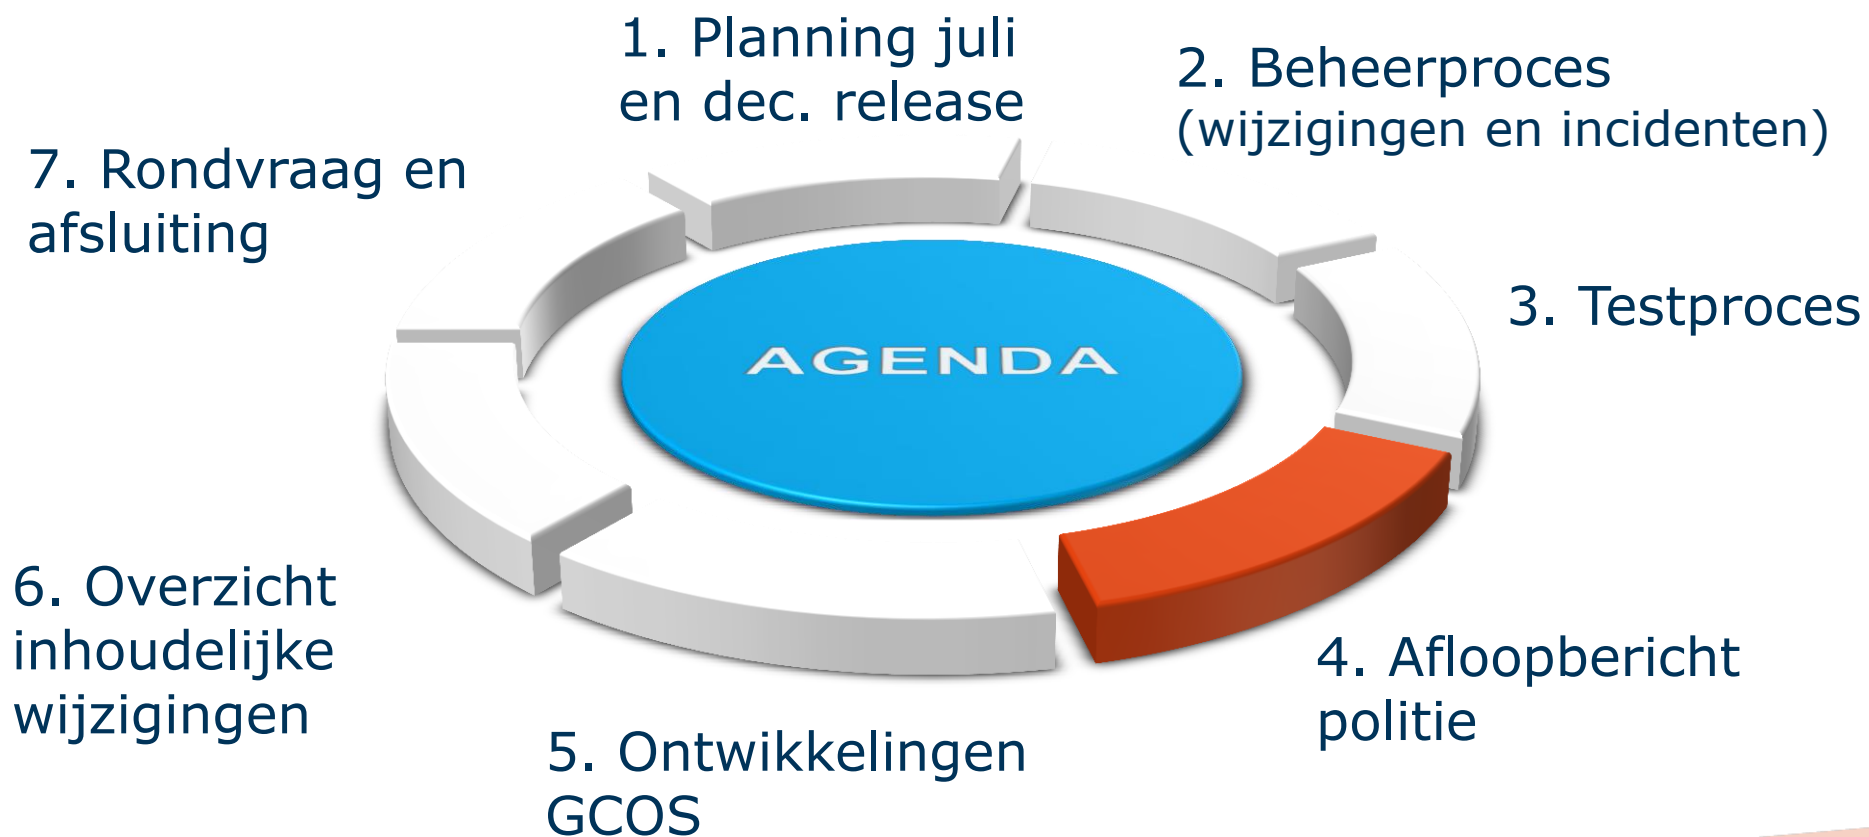 1. Planning juli
en dec. release
2. Beheerproces
(wijzigingen en incidenten)
3. Testproces
4. Afloopbericht
politie
5. Ontwikkelingen
GCOS
6. Overzicht
inhoudelijke
wijzigingen
7. Rondvraag en
afsluiting
AGENDA